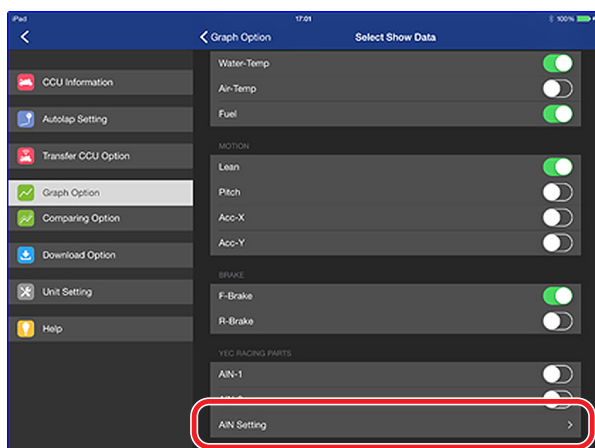 iPad 17:01 100%
Graph Option Select Show Data
CCU Information
Autolap Setting
Transfer CCU Option
Graph Option
Comparing Option
Download Option
Unit Setting
Help
Water-Temp
Air-Temp
Fuel
MOTION
Lean
Pitch
Acc-X
Acc-Y
BRAKE
F-Brake
R-Brake
YEC RACING PARTS
AIN-1
AIN Setting